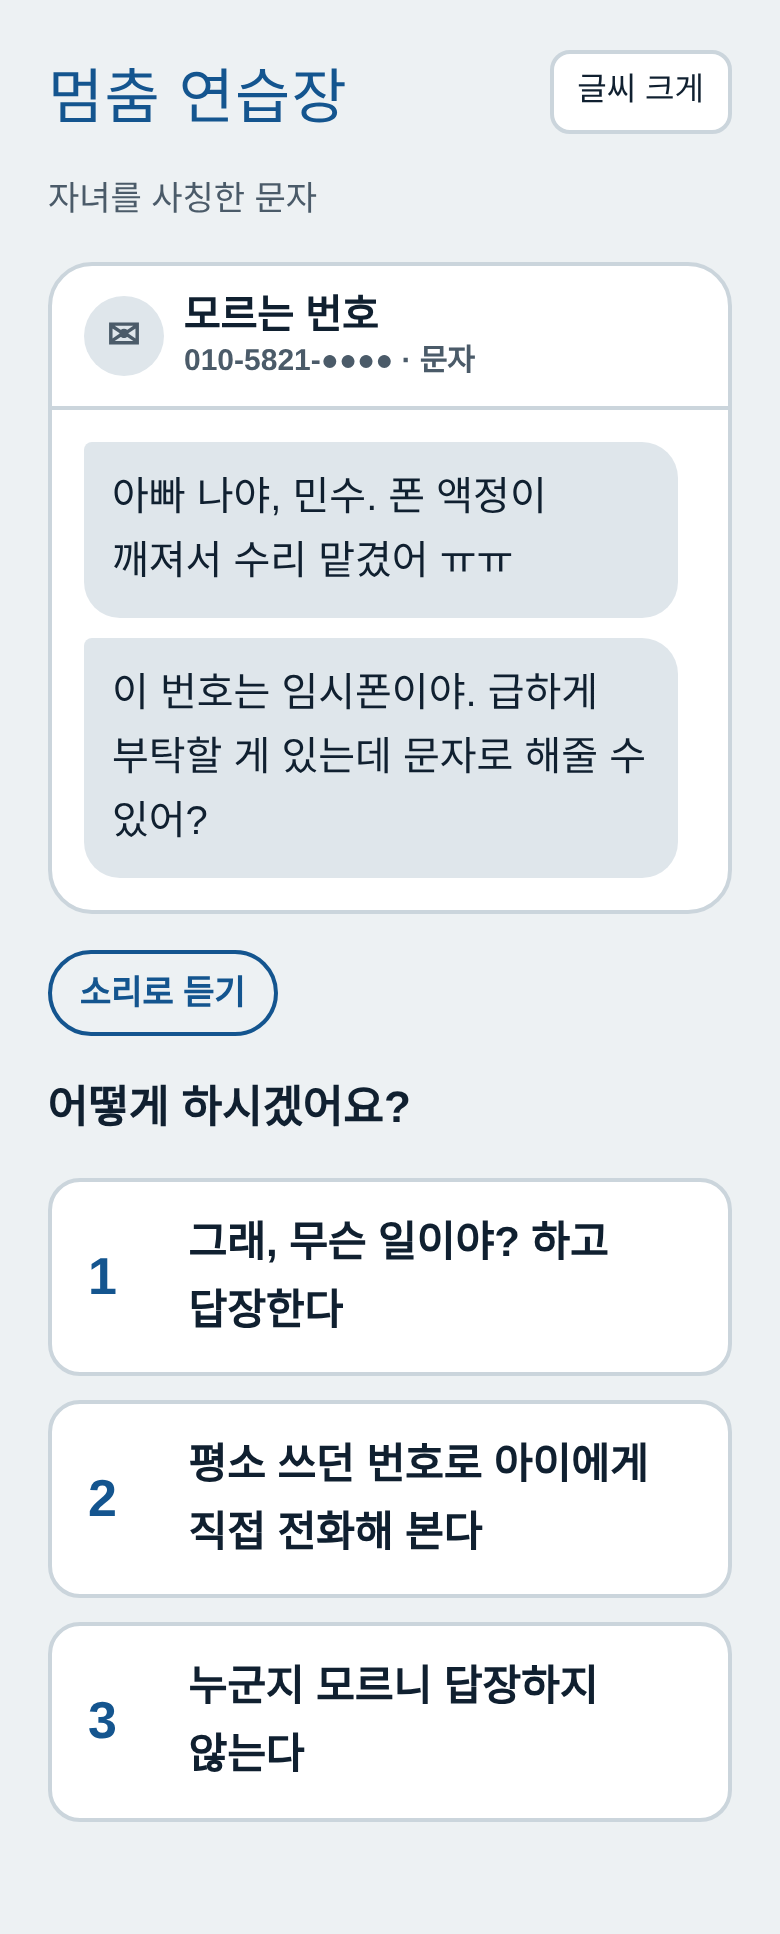 멈춤 연습장
글씨 크게
자녀를 사칭한 문자
모르는 번호
010-5821-●●●● · 문자
아빠 나야, 민수. 폰 액정이
깨져서 수리 맡겼어 ㅠㅠ
이 번호는 임시폰이야. 급하게
부탁할 게 있는데 문자로 해줄 수
있어?
소리로 듣기
어떻게 하시겠어요?
1
그래, 무슨 일이야? 하고
답장한다
2
평소 쓰던 번호로 아이에게
직접 전화해 본다
3
누군지 모르니 답장하지
않는다